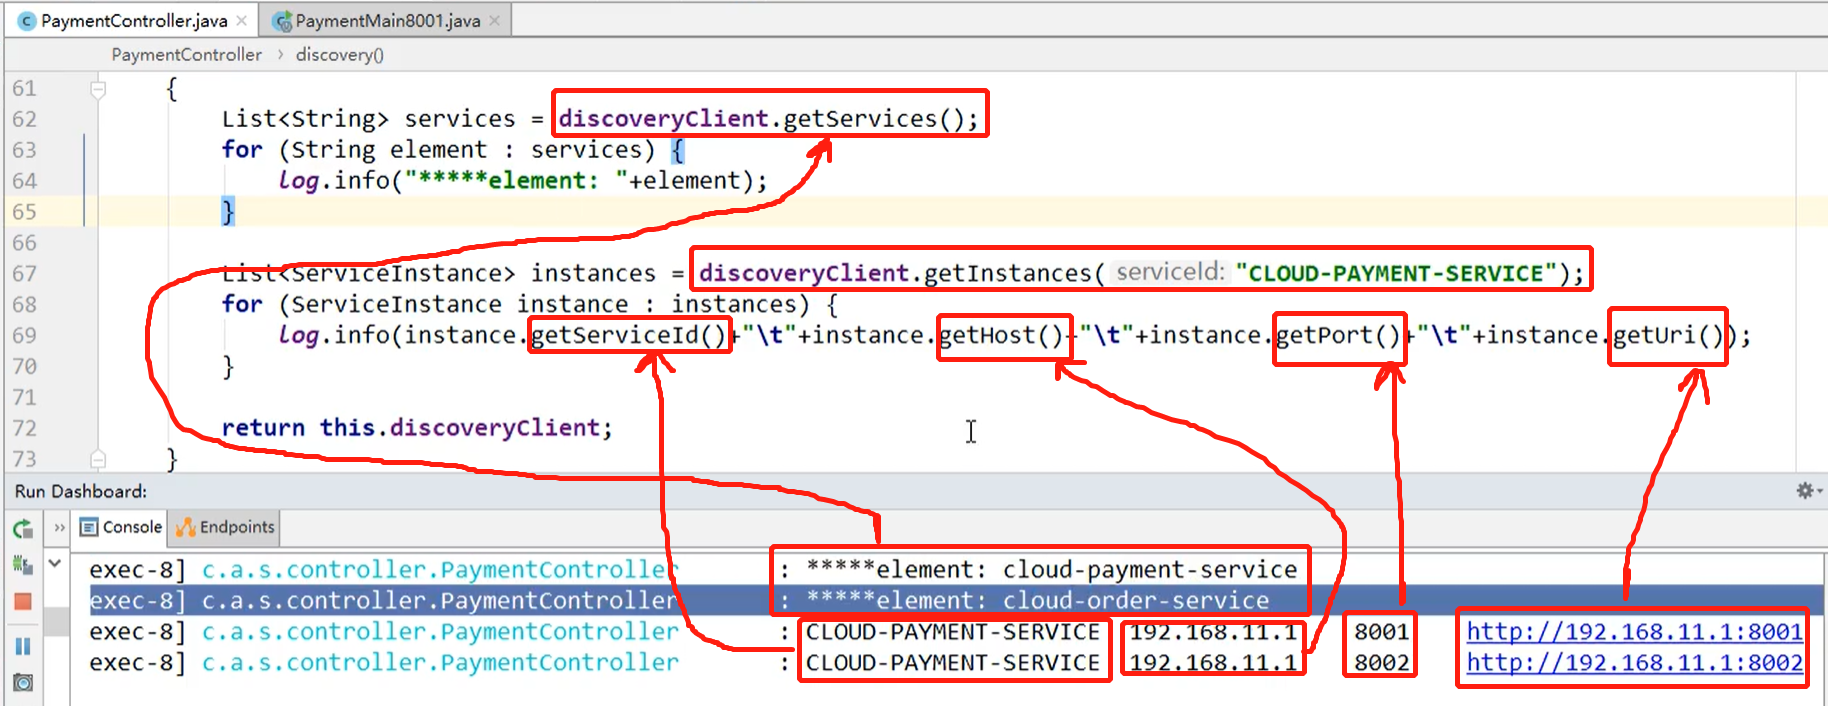 PaymentController.java
PaymentMain8001.java
PaymentController > discovery()
61 {
62 List<String> services = discoveryClient.getServices();
63 for (String element : services) {
64 log.info("*****element: "+element);
65 }
66
67 List<ServiceInstance> instances = discoveryClient.getInstances( serviceId: "CLOUD-PAYMENT-SERVICE");
68 for (ServiceInstance instance : instances) {
69 log.info(instance.getServiceId()+"\t"+instance.getHost()+"\t"+instance.getPort()+"\t"+instance.getUri());
70 }
71
72 return this.discoveryClient;
73 }
Run Dashboard:
Console Endpoints
exec-8] c.a.s.controller.PaymentController : *****element: cloud-payment-service
exec-8] c.a.s.controller.PaymentController : *****element: cloud-order-service
exec-8] c.a.s.controller.PaymentController : CLOUD-PAYMENT-SERVICE 192.168.11.1 8001 http://192.168.11.1:8001
exec-8] c.a.s.controller.PaymentController : CLOUD-PAYMENT-SERVICE 192.168.11.1 8002 http://192.168.11.1:8002